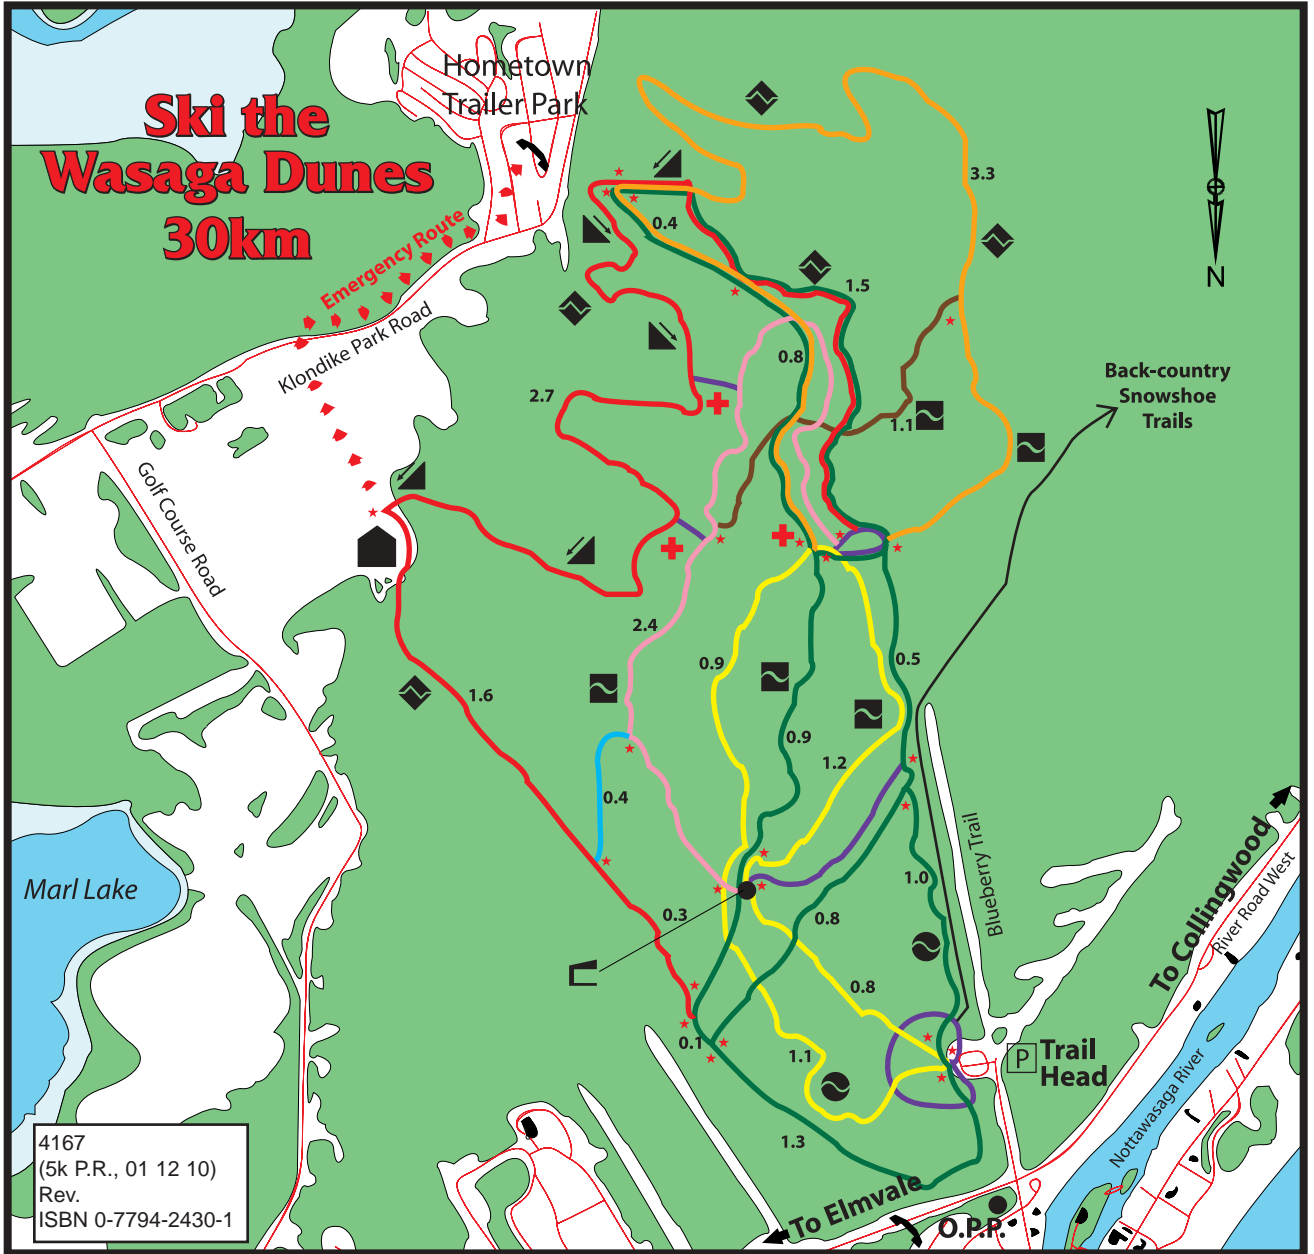 Hometown
Trailer Park
Ski the
Wasaga Dunes
30km
Emergency Route
Klondike Park Road
Golf Course Road
3.3
0.4
1.5
0.8
N
Back-country
Snowshoe
Trails
2.7
1.1
2.4
0.9
0.5
1.6
0.9
1.2
0.4
Marl Lake
Blueberry Trail
1.0
To Collingwood
River Road West
0.3
0.8
0.8
0.1
1.1
P
Trail
Head
Nottawasaga River
1.3
4167
(5k P.R., 01 12 10)
Rev.
ISBN 0-7794-2430-1
To Elmvale
O.P.P.